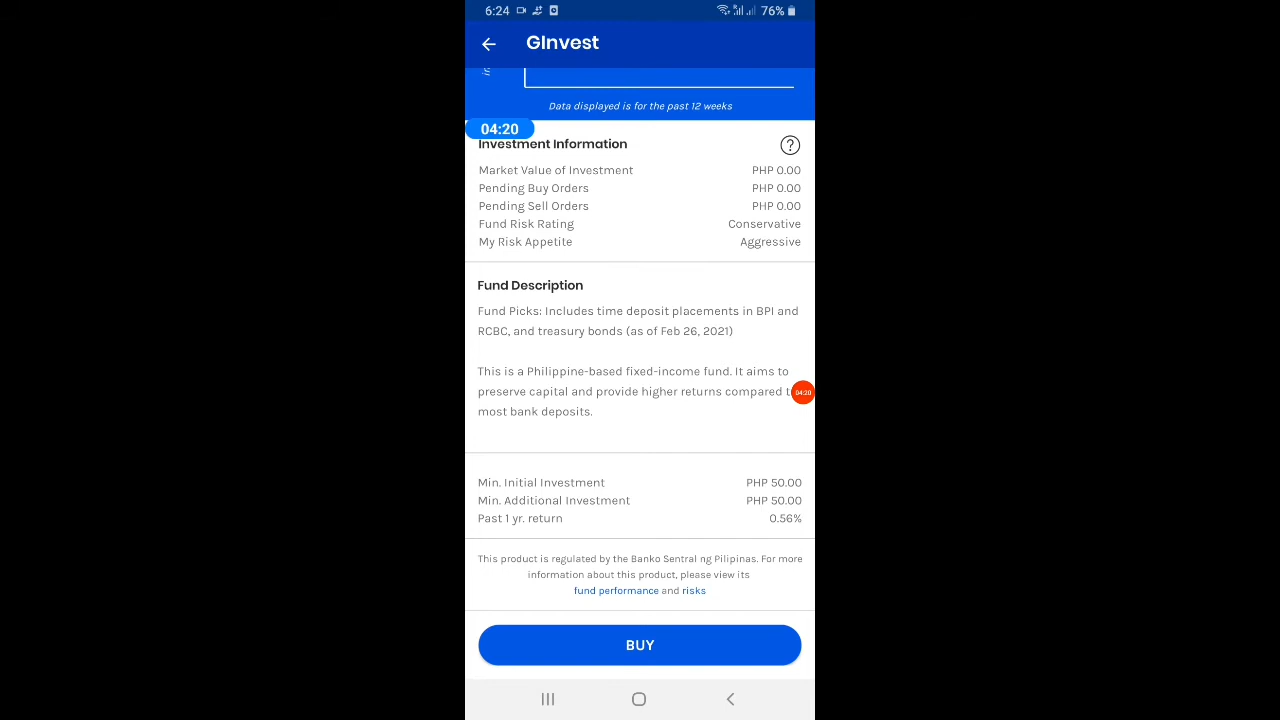 6:24 76%
GInvest
Data displayed is for the past 12 weeks
04:20
Investment Information ?
Market Value of Investment PHP 0.00
Pending Buy Orders PHP 0.00
Pending Sell Orders PHP 0.00
Fund Risk Rating Conservative
My Risk Appetite Aggressive
Fund Description
Fund Picks: Includes time deposit placements in BPI and
RCBC, and treasury bonds (as of Feb 26, 2021)
This is a Philippine-based fixed-income fund. It aims to
preserve capital and provide higher returns compared
04:20
most bank deposits.
Min. Initial Investment PHP 50.00
Min. Additional Investment PHP 50.00
Past 1 yr. return 0.56%
This product is regulated by the Banko Sentral ng Pilipinas. For more
information about this product, please view its
fund performance and risks
BUY